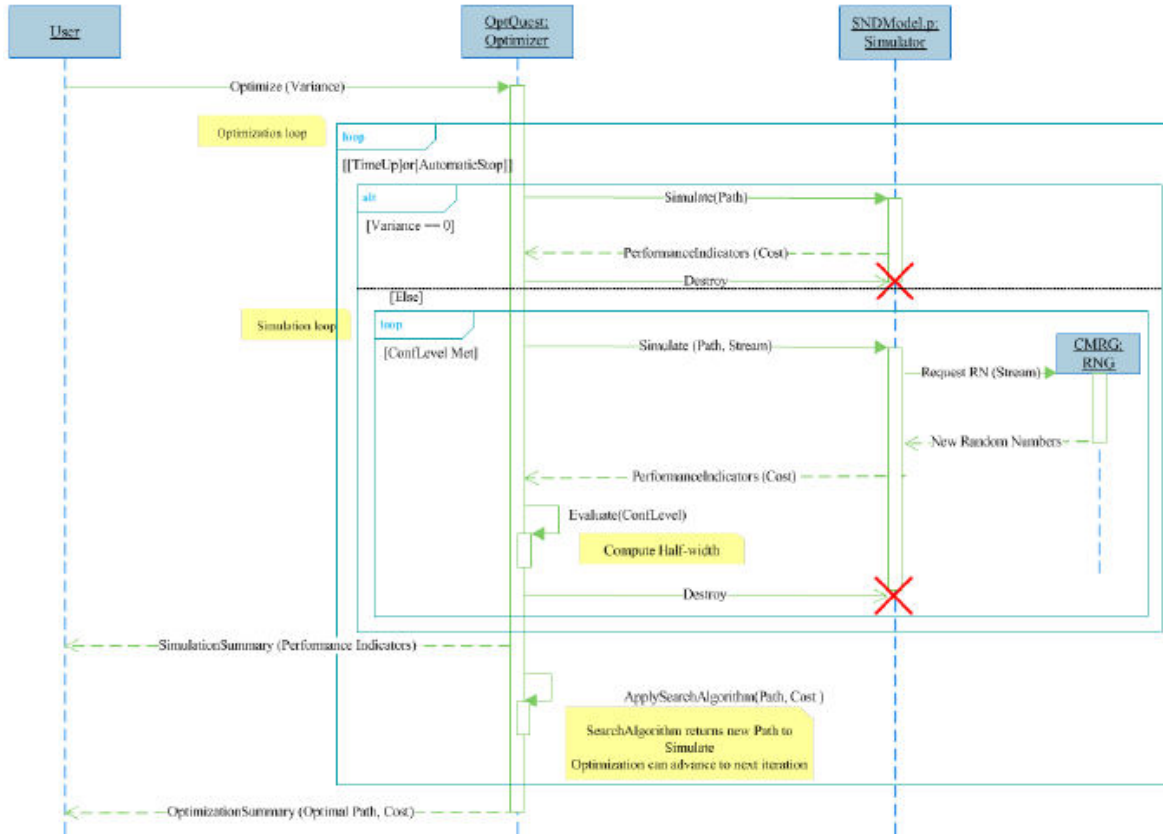 User
OptQuest:
Optimizer
SNDModel.p:
Simulator
Optimize (Variance)
Optimization loop
loop
[[TimeUp}or|AutomaticStop]]
alt
Simulate(Path)
[Variance == 0]
PerformanceIndicators (Cost)
Destroy
[Else]
Simulation loop
loop
[ConfLevel Met]
Simulate (Path, Stream)
CMRG:
RNG
Request RN (Stream)
New Random Numbers
PerformanceIndicators (Cost)
Evaluate(ConfLevel)
Compute Half-width
Destroy
SimulationSummary (Performance Indicators)
ApplySearchAlgorithm(Path, Cost )
SearchAlgorithm returns new Path to
Simulate
Optimization can advance to next iteration
OptimizationSummary (Optimal Path, Cost)